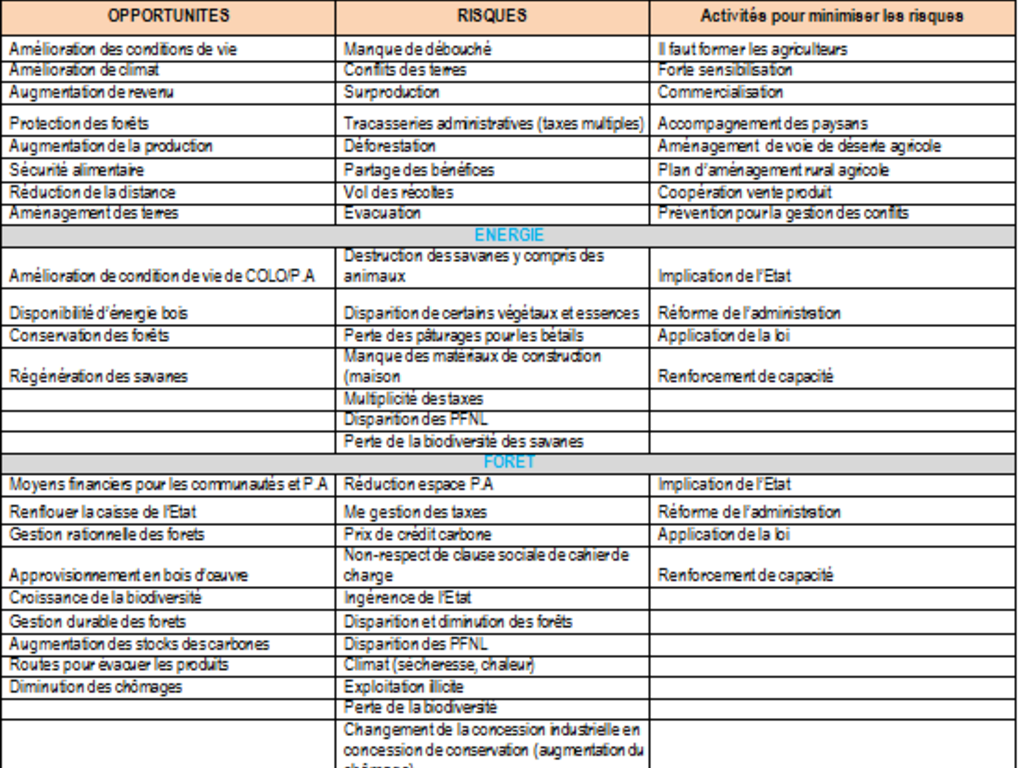 OPPORTUNITES RISQUES Activités pour minimiser les risques
Amélioration des conditions de vie Manque de débouché Il faut former les agriculteurs
Amélioration de climat Conflits des terres Forte sensibilisation
Augmentation de revenu Surproduction Commercialisation
Protection des forêts Tracasseries administratives (taxes multiples) Accompagnement des paysans
Augmentation de la production Déforestation Aménagement de voie de déserte agricole
Sécurité alimentaire Partage des bénéfices Plan d'aménagement rural agricole
Réduction de la distance Vol des récoltes Coopération vente produit
Aménagement des terres Evacuation Prévention pour la gestion des conflits
ENERGIE
Destruction des savanes y compris des
Amélioration de condition de vie de COLO/P.A animaux Implication de l'Etat
Disponibilité d'énergie bois Disparition de certains végétaux et essences Réforme de l'administration
Conservation des forêts Perte des pâturages pour les bétails Application de la loi
Manque des matériaux de construction
Régénération des savanes (maison Renforcement de capacité
Multiplicité des taxes
Disparition des PFNL
Perte de la biodiversité des savanes
FORET
Moyens financiers pour les communautés et P.A Réduction espace P.A Implication de l'Etat
Renflouer la caisse de l'Etat Me gestion des taxes Réforme de l'administration
Gestion rationnelle des forets Prix de crédit carbone Application de la loi
Non-respect de clause sociale de cahier de
Approvisionnement en bois d'œuvre charge Renforcement de capacité
Croissance de la biodiversité Ingérence de l'Etat
Gestion durable des forets Disparition et diminution des forêts
Augmentation des stocks des carbones Disparition des PFNL
Routes pour évacuer les produits Climat (sécheresse, chaleur)
Diminution des chômages Exploitation illicite
Perte de la biodiversité
Changement de la concession industrielle en
concession de conservation (augmentation du